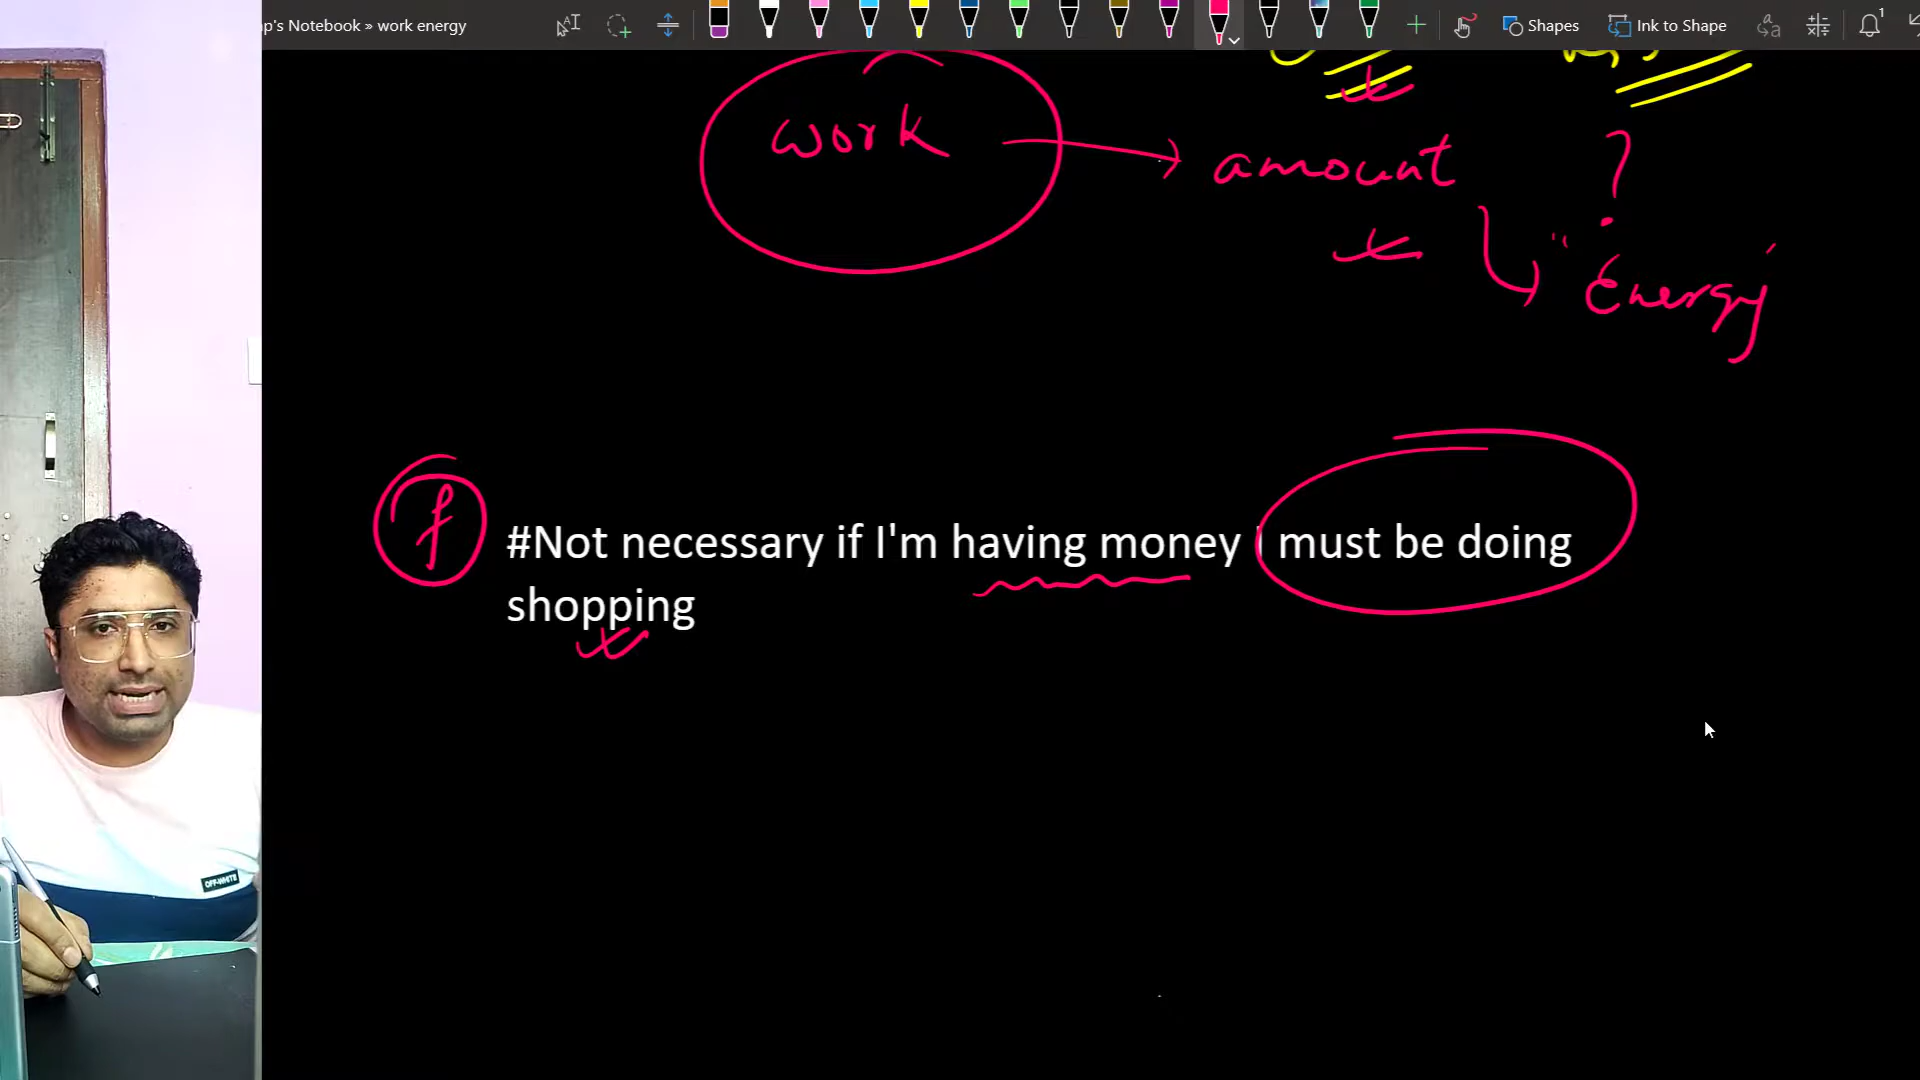 p's Notebook » work energy
Shapes
Ink to Shape
1
work
amount
?
"Energy
f
#Not necessary if I'm having money I must be doing
shopping
OFF-WHITE